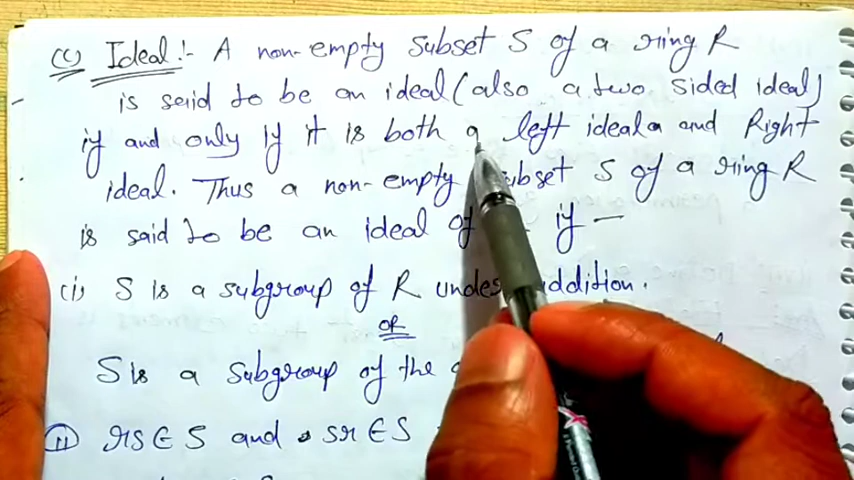 (c) Ideal:- A non-empty subset S of a ring R
is said to be an ideal (also a two sided ideal)
if and only if it is both a left ideal and Right
ideal. Thus a non-empty subset S of a ring R
is said to be an ideal of if —
(i) S is a subgroup of R under addition.
OR
S is a subgroup of the
(ii) rs ∈ S and sr ∈ S